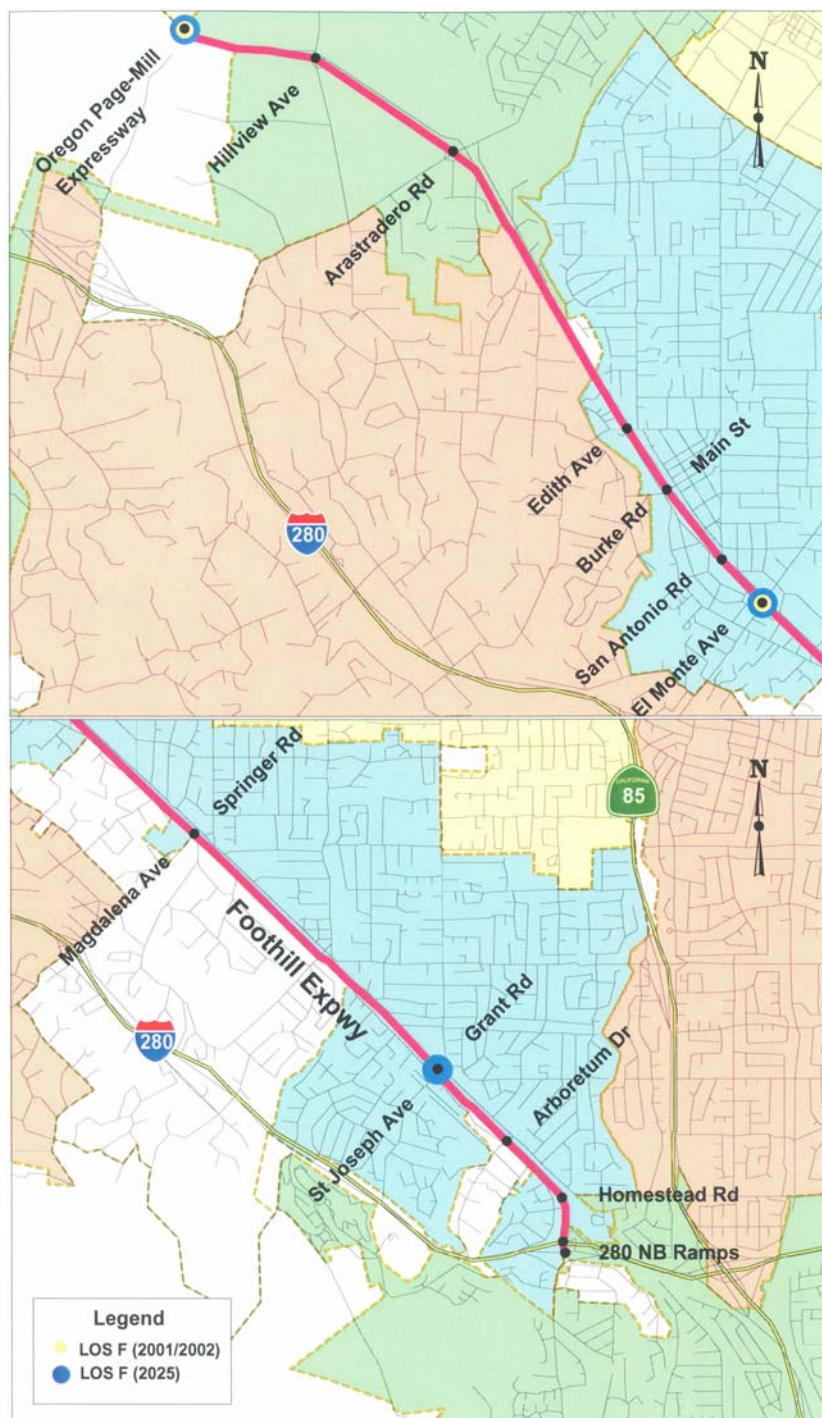 N
Oregon Page-Mill
Expressway
Hillview Ave
Arastradero Rd
Edith Ave
Main St
Burke Rd
280
San Antonio Rd
El Monte Ave
Springer Rd
CALIFORNIA
85
N
Magdalena Ave
Foothill Expwy
Grant Rd
280
Arboretum Dr
St Joseph Ave
Homestead Rd
280 NB Ramps
Legend
LOS F (2001/2002)
LOS F (2025)